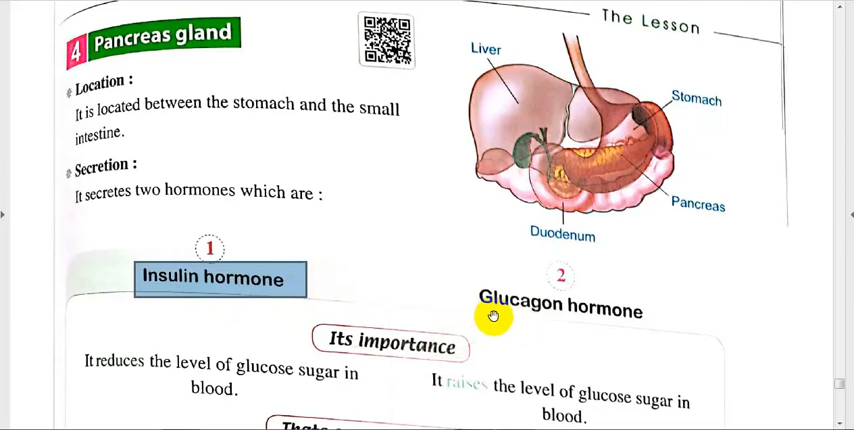 The Lesson
4 Pancreas gland
Location :
It is located between the stomach and the small
intestine.
Secretion :
It secretes two hormones which are :
Liver
Stomach
Pancreas
Duodenum
1
Insulin hormone
2
Glucagon hormone
Its importance
It reduces the level of glucose sugar in
blood.
It raises the level of glucose sugar in
blood.